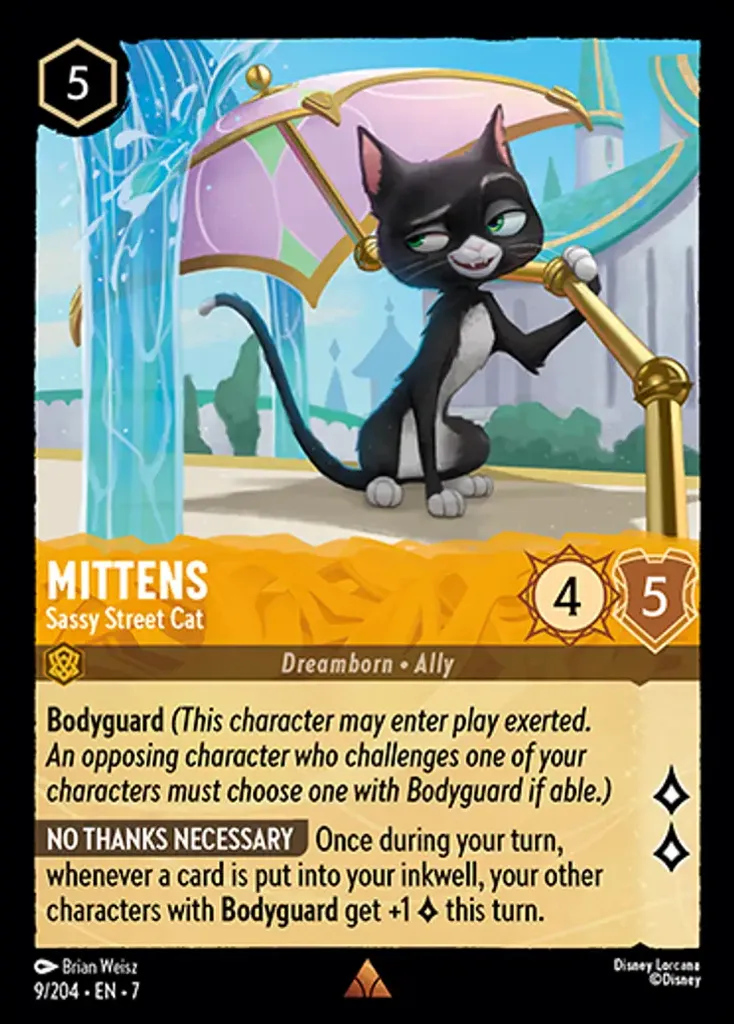 5
MITTENS
Sassy Street Cat
4
5
Dreamborn • Ally
Bodyguard (This character may enter play exerted.
An opposing character who challenges one of your
characters must choose one with Bodyguard if able.)
NO THANKS NECESSARY Once during your turn,
whenever a card is put into your inkwell, your other
characters with Bodyguard get +1 this turn.
Brian Weisz
Disney Lorcana
9/204 • EN • 7
©Disney